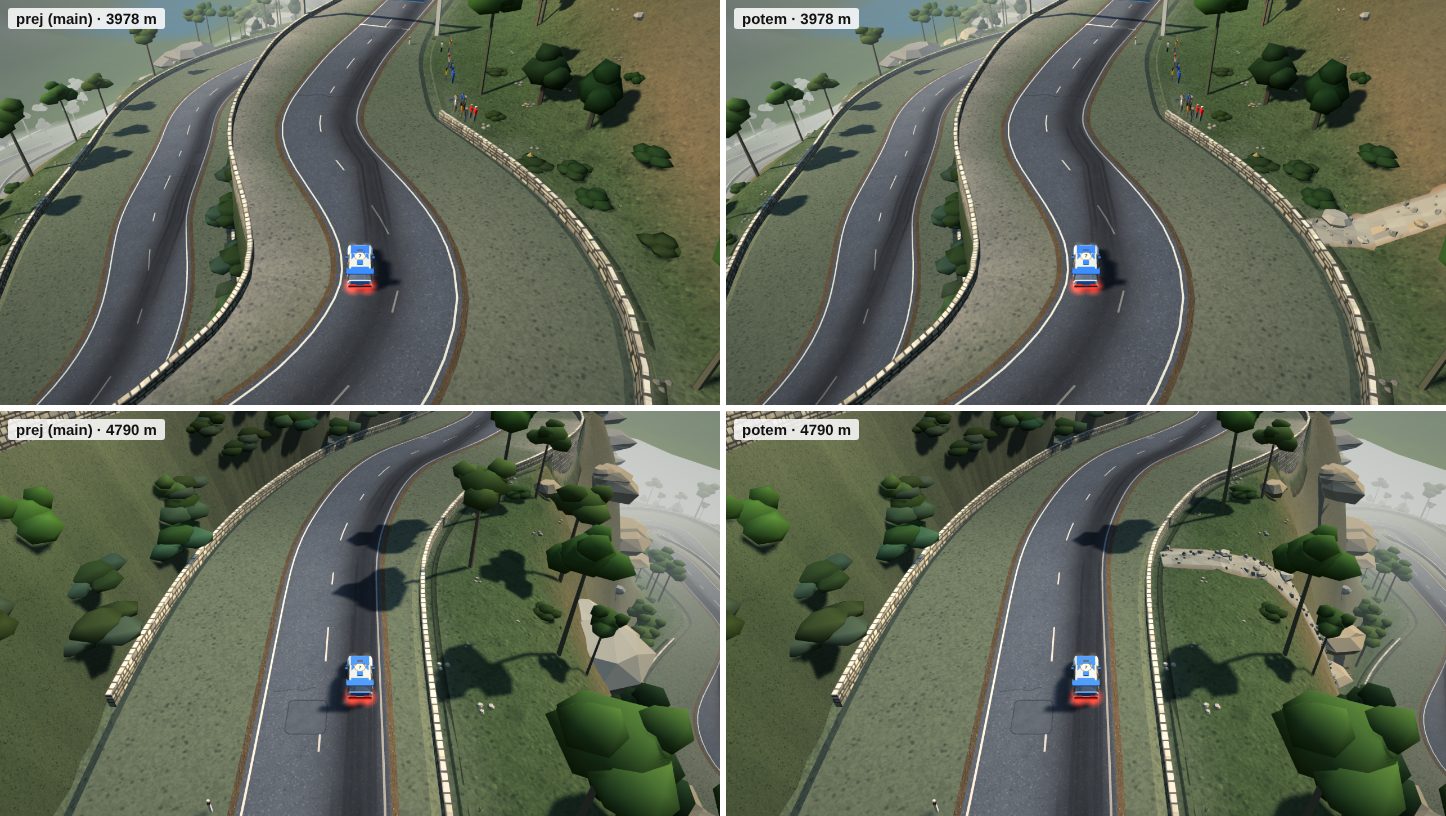 prej (main) · 3978 m
potem · 3978 m
prej (main) · 4790 m
potem · 4790 m